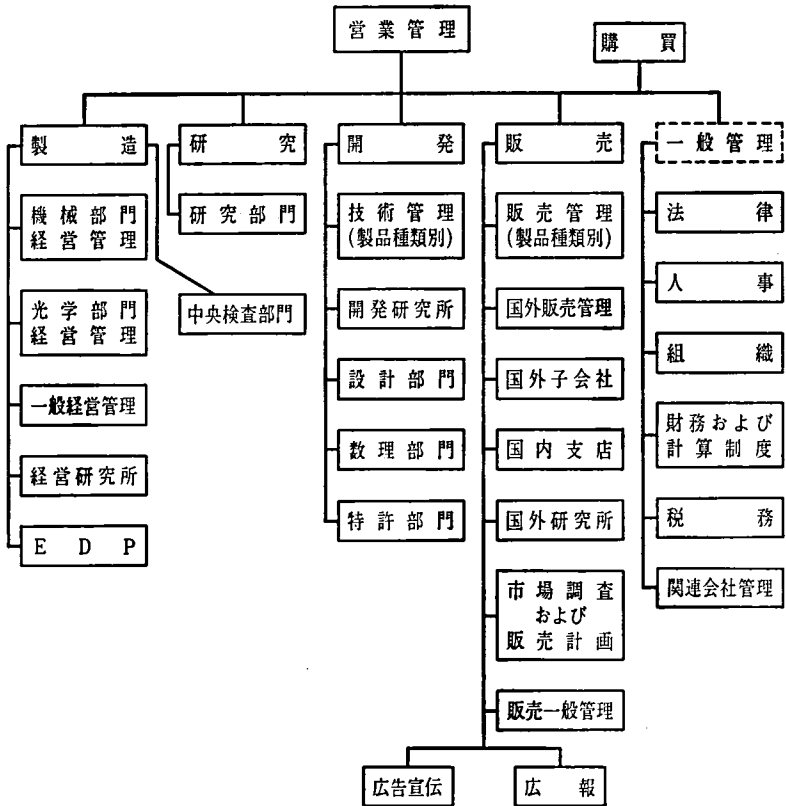 営業管理
購買
製造
研究
開発
販売
一般管理
機械部門
経営管理
研究部門
技術管理
(製品種類別)
販売管理
(製品種類別)
法律
光学部門
経営管理
中央検査部門
開発研究所
国外販売管理
人事
一般経営管理
設計部門
国外子会社
組織
経営研究所
数理部門
国内支店
財務および
計算制度
EDP
特許部門
国外研究所
税務
市場調査
および
販売計画
関連会社管理
販売一般管理
広告宣伝
広報